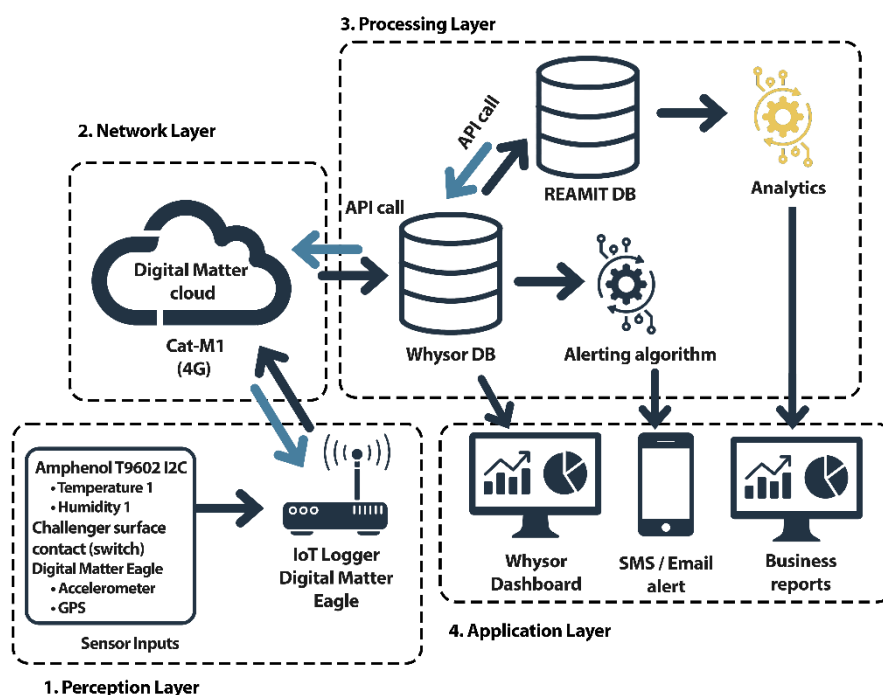 3. Processing Layer
2. Network Layer
API call
REAMIT DB
Analytics
API call
Digital Matter
cloud
Cat-M1
(4G)
Whysor DB
Alerting algorithm
Amphenol T9602 I2C
•Temperature 1
•Humidity 1
Challenger surface
contact (switch)
Digital Matter Eagle
•Accelerometer
•GPS
Sensor Inputs
IoT Logger
Digital Matter
Eagle
1. Perception Layer
Whysor
Dashboard
SMS / Email
alert
Business
reports
4. Application Layer